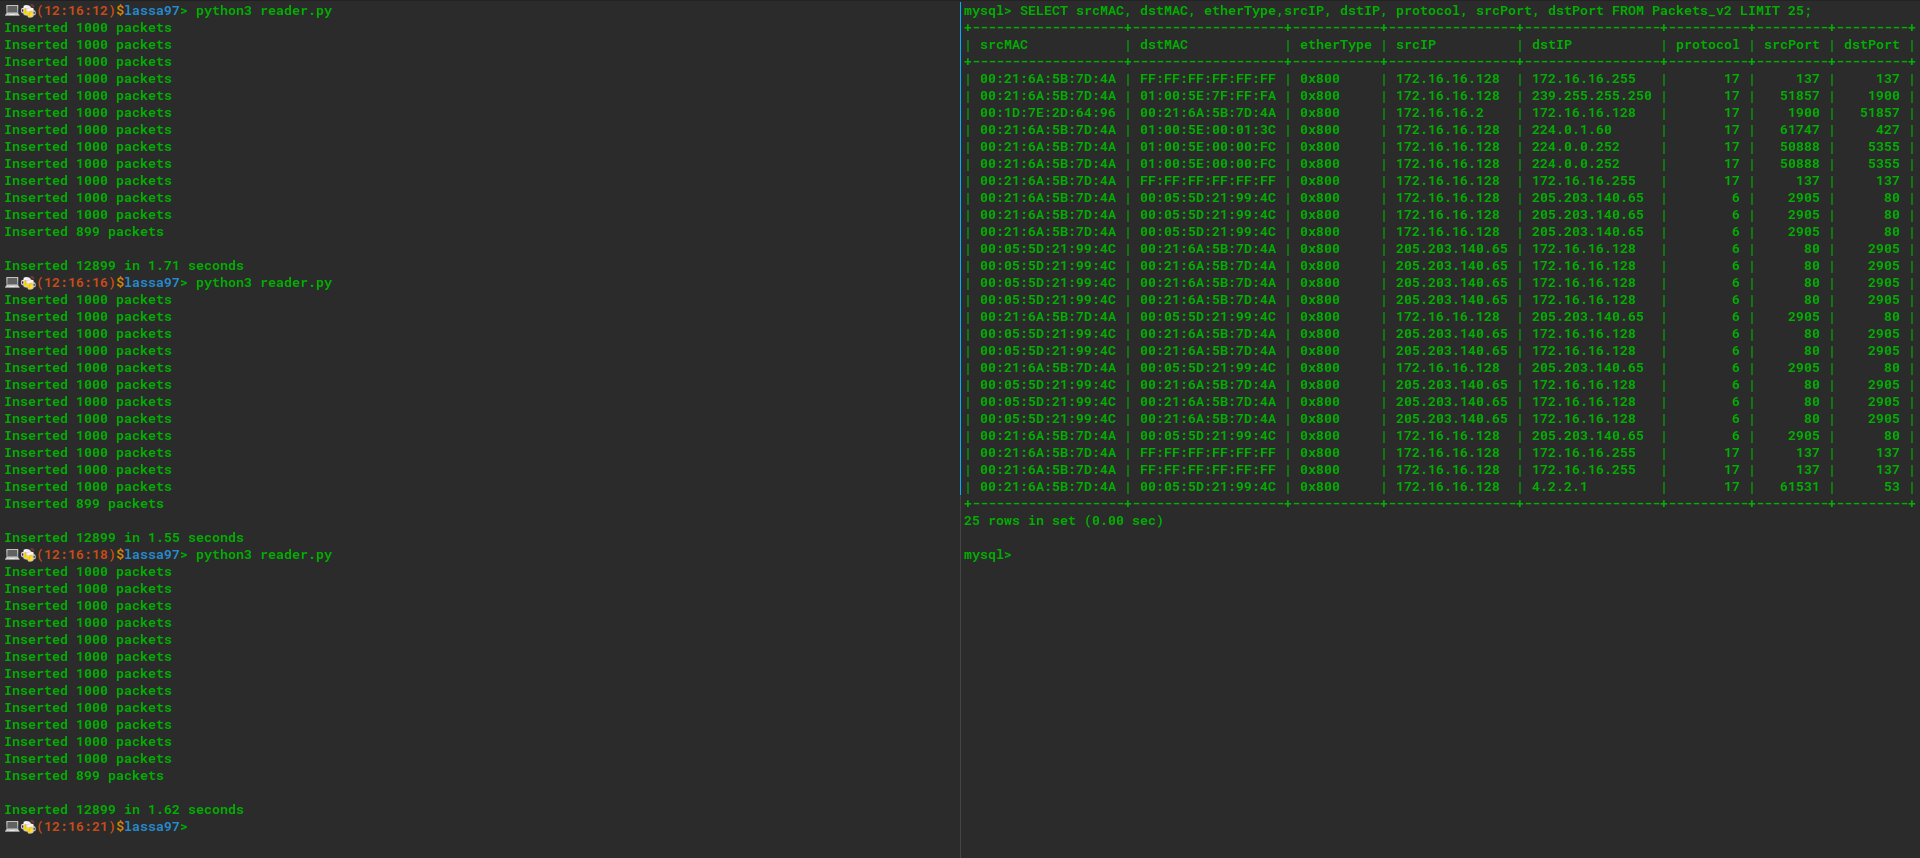 (12:16:12)$lassa97> python3 reader.py
Inserted 1000 packets
Inserted 1000 packets
Inserted 1000 packets
Inserted 1000 packets
Inserted 1000 packets
Inserted 1000 packets
Inserted 1000 packets
Inserted 1000 packets
Inserted 1000 packets
Inserted 1000 packets
Inserted 1000 packets
Inserted 1000 packets
Inserted 899 packets
Inserted 12899 in 1.71 seconds
(12:16:16)$lassa97> python3 reader.py
Inserted 1000 packets
Inserted 1000 packets
Inserted 1000 packets
Inserted 1000 packets
Inserted 1000 packets
Inserted 1000 packets
Inserted 1000 packets
Inserted 1000 packets
Inserted 1000 packets
Inserted 1000 packets
Inserted 1000 packets
Inserted 1000 packets
Inserted 899 packets
Inserted 12899 in 1.55 seconds
(12:16:18)$lassa97> python3 reader.py
Inserted 1000 packets
Inserted 1000 packets
Inserted 1000 packets
Inserted 1000 packets
Inserted 1000 packets
Inserted 1000 packets
Inserted 1000 packets
Inserted 1000 packets
Inserted 1000 packets
Inserted 1000 packets
Inserted 1000 packets
Inserted 1000 packets
Inserted 899 packets
Inserted 12899 in 1.62 seconds
(12:16:21)$lassa97>
mysql> SELECT srcMAC, dstMAC, etherType,srcIP, dstIP, protocol, srcPort, dstPort FROM Packets_v2 LIMIT 25;
| srcMAC | dstMAC | etherType | srcIP | dstIP | protocol | srcPort | dstPort |
| 00:21:6A:5B:7D:4A | FF:FF:FF:FF:FF:FF | 0x800 | 172.16.16.128 | 172.16.16.255 | 17 | 137 | 137 |
| 00:21:6A:5B:7D:4A | 01:00:5E:7F:FF:FA | 0x800 | 172.16.16.128 | 239.255.255.250 | 17 | 51857 | 1900 |
| 00:1D:7E:2D:64:96 | 00:21:6A:5B:7D:4A | 0x800 | 172.16.16.2 | 172.16.16.128 | 17 | 1900 | 51857 |
| 00:21:6A:5B:7D:4A | 01:00:5E:00:01:3C | 0x800 | 172.16.16.128 | 224.0.1.60 | 17 | 61747 | 427 |
| 00:21:6A:5B:7D:4A | 01:00:5E:00:00:FC | 0x800 | 172.16.16.128 | 224.0.0.252 | 17 | 50888 | 5355 |
| 00:21:6A:5B:7D:4A | 01:00:5E:00:00:FC | 0x800 | 172.16.16.128 | 224.0.0.252 | 17 | 50888 | 5355 |
| 00:21:6A:5B:7D:4A | FF:FF:FF:FF:FF:FF | 0x800 | 172.16.16.128 | 172.16.16.255 | 17 | 137 | 137 |
| 00:21:6A:5B:7D:4A | 00:05:5D:21:99:4C | 0x800 | 172.16.16.128 | 205.203.140.65 | 6 | 2905 | 80 |
| 00:21:6A:5B:7D:4A | 00:05:5D:21:99:4C | 0x800 | 172.16.16.128 | 205.203.140.65 | 6 | 2905 | 80 |
| 00:21:6A:5B:7D:4A | 00:05:5D:21:99:4C | 0x800 | 172.16.16.128 | 205.203.140.65 | 6 | 2905 | 80 |
| 00:05:5D:21:99:4C | 00:21:6A:5B:7D:4A | 0x800 | 205.203.140.65 | 172.16.16.128 | 6 | 80 | 2905 |
| 00:05:5D:21:99:4C | 00:21:6A:5B:7D:4A | 0x800 | 205.203.140.65 | 172.16.16.128 | 6 | 80 | 2905 |
| 00:05:5D:21:99:4C | 00:21:6A:5B:7D:4A | 0x800 | 205.203.140.65 | 172.16.16.128 | 6 | 80 | 2905 |
| 00:05:5D:21:99:4C | 00:21:6A:5B:7D:4A | 0x800 | 205.203.140.65 | 172.16.16.128 | 6 | 80 | 2905 |
| 00:21:6A:5B:7D:4A | 00:05:5D:21:99:4C | 0x800 | 172.16.16.128 | 205.203.140.65 | 6 | 2905 | 80 |
| 00:05:5D:21:99:4C | 00:21:6A:5B:7D:4A | 0x800 | 205.203.140.65 | 172.16.16.128 | 6 | 80 | 2905 |
| 00:05:5D:21:99:4C | 00:21:6A:5B:7D:4A | 0x800 | 205.203.140.65 | 172.16.16.128 | 6 | 80 | 2905 |
| 00:21:6A:5B:7D:4A | 00:05:5D:21:99:4C | 0x800 | 172.16.16.128 | 205.203.140.65 | 6 | 2905 | 80 |
| 00:05:5D:21:99:4C | 00:21:6A:5B:7D:4A | 0x800 | 205.203.140.65 | 172.16.16.128 | 6 | 80 | 2905 |
| 00:05:5D:21:99:4C | 00:21:6A:5B:7D:4A | 0x800 | 205.203.140.65 | 172.16.16.128 | 6 | 80 | 2905 |
| 00:05:5D:21:99:4C | 00:21:6A:5B:7D:4A | 0x800 | 205.203.140.65 | 172.16.16.128 | 6 | 80 | 2905 |
| 00:21:6A:5B:7D:4A | 00:05:5D:21:99:4C | 0x800 | 172.16.16.128 | 205.203.140.65 | 6 | 2905 | 80 |
| 00:21:6A:5B:7D:4A | FF:FF:FF:FF:FF:FF | 0x800 | 172.16.16.128 | 172.16.16.255 | 17 | 137 | 137 |
| 00:21:6A:5B:7D:4A | FF:FF:FF:FF:FF:FF | 0x800 | 172.16.16.128 | 172.16.16.255 | 17 | 137 | 137 |
| 00:21:6A:5B:7D:4A | 00:05:5D:21:99:4C | 0x800 | 172.16.16.128 | 4.2.2.1 | 17 | 61531 | 53 |
25 rows in set (0.00 sec)
mysql>